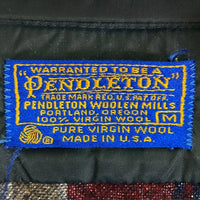 "WARRANTED TO BE A
PENDLETON"
TRADE MARK REG. U.S. PAT. OFF.
PENDLETON WOOLEN MILLS
PORTLAND, OREGON
100% VIRGIN WOOL M
PURE VIRGIN WOOL
MADE IN U.S.A.